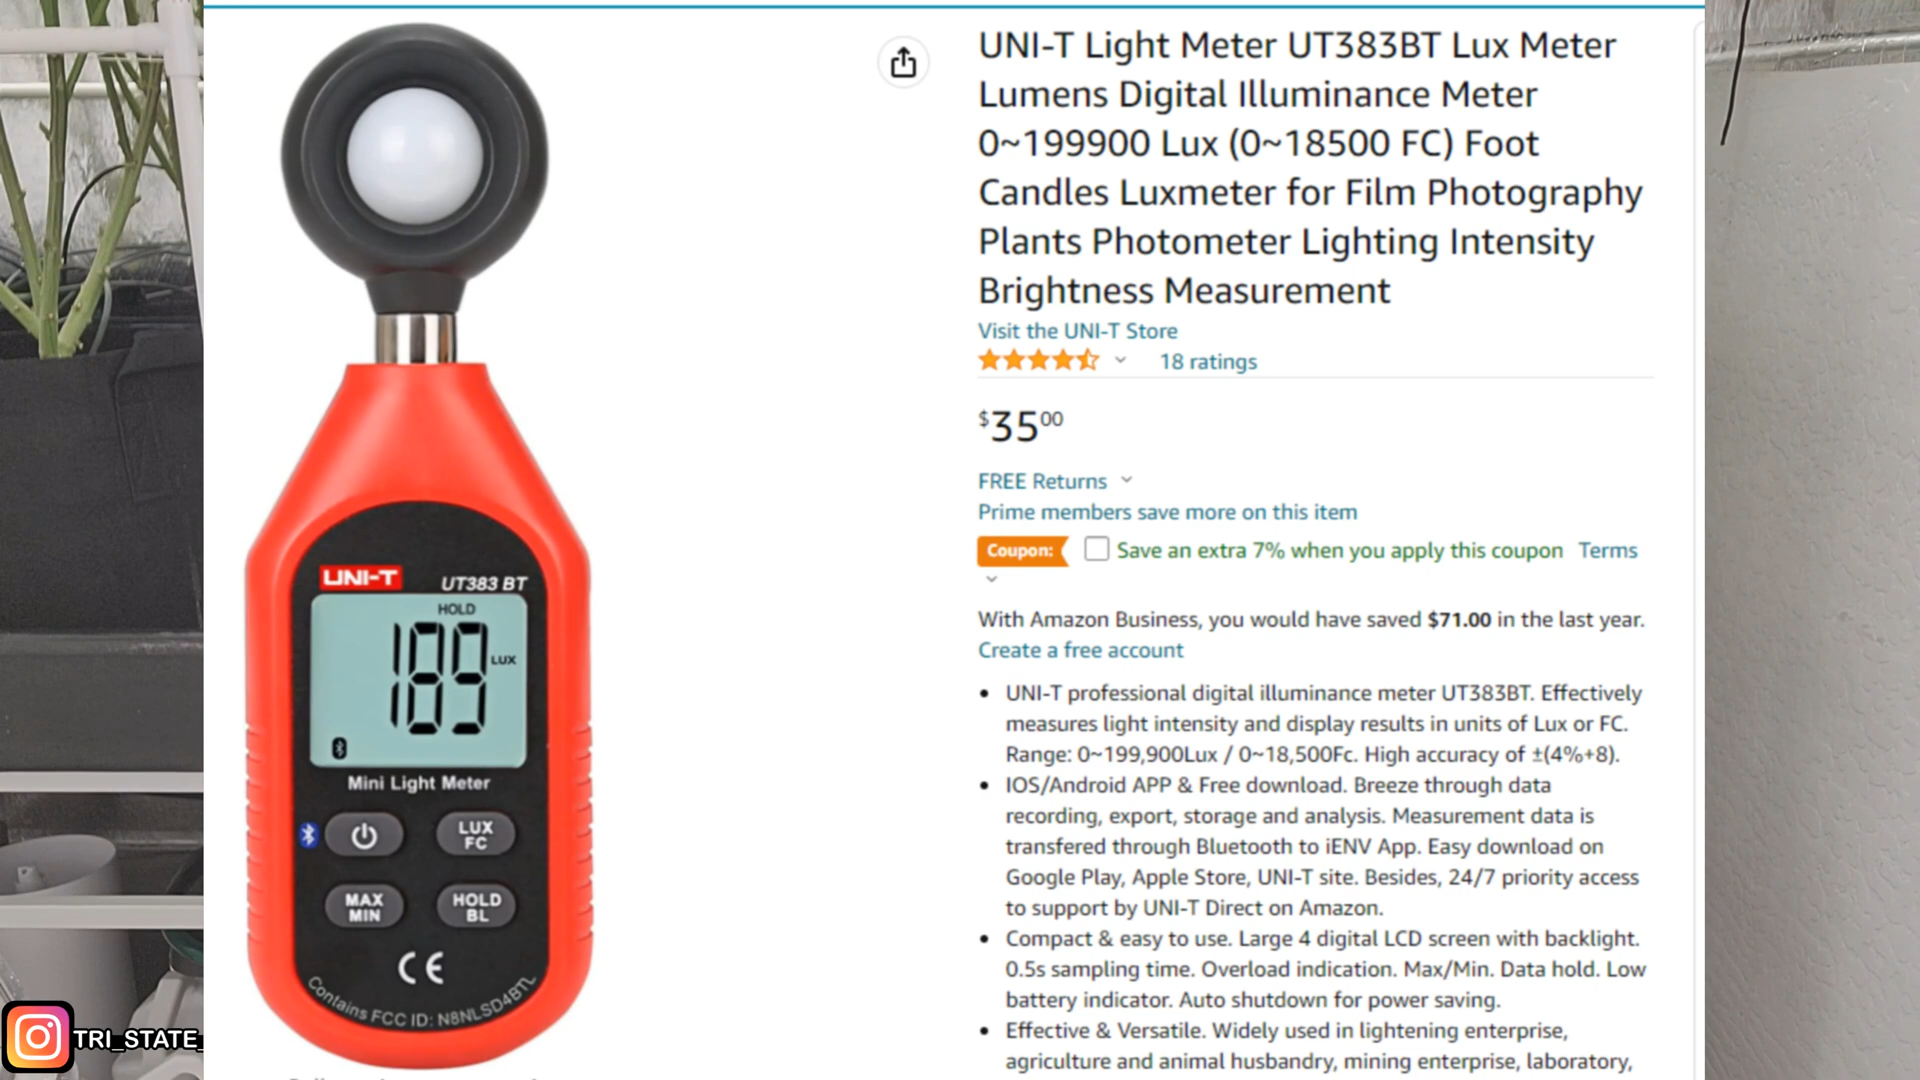 UNI-T Light Meter UT383BT Lux Meter
Lumens Digital Illuminance Meter
0~199900 Lux (0~18500 FC) Foot
Candles Luxmeter for Film Photography
Plants Photometer Lighting Intensity
Brightness Measurement
Visit the UNI-T Store
18 ratings
$35⁰⁰
FREE Returns
Prime members save more on this item
Coupon: Save an extra 7% when you apply this coupon Terms
With Amazon Business, you would have saved $71.00 in the last year.
Create a free account
• UNI-T professional digital illuminance meter UT383BT. Effectively
measures light intensity and display results in units of Lux or FC.
Range: 0~199,900Lux / 0~18,500Fc. High accuracy of ±(4%+8).
• IOS/Android APP & Free download. Breeze through data
recording, export, storage and analysis. Measurement data is
transfered through Bluetooth to iENV App. Easy download on
Google Play, Apple Store, UNI-T site. Besides, 24/7 priority access
to support by UNI-T Direct on Amazon.
• Compact & easy to use. Large 4 digital LCD screen with backlight.
0.5s sampling time. Overload indication. Max/Min. Data hold. Low
battery indicator. Auto shutdown for power saving.
• Effective & Versatile. Widely used in lightening enterprise,
agriculture and animal husbandry, mining enterprise, laboratory,
UNI-T UT383 BT
HOLD
189 LUX
Mini Light Meter
LUX
FC
MAX
MIN
HOLD
BL
CE
Contains FCC ID: N8NLSD4BTL
TRI_STATE_